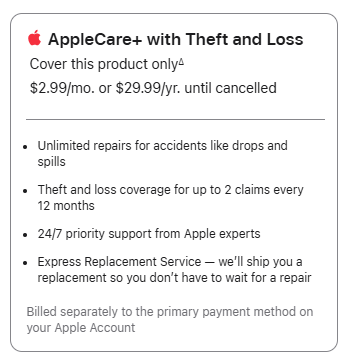 AppleCare+ with Theft and Loss
Cover this product only∆
$2.99/mo. or $29.99/yr. until cancelled
• Unlimited repairs for accidents like drops and
spills
• Theft and loss coverage for up to 2 claims every
12 months
• 24/7 priority support from Apple experts
• Express Replacement Service — we’ll ship you a
replacement so you don’t have to wait for a repair
Billed separately to the primary payment method on
your Apple Account